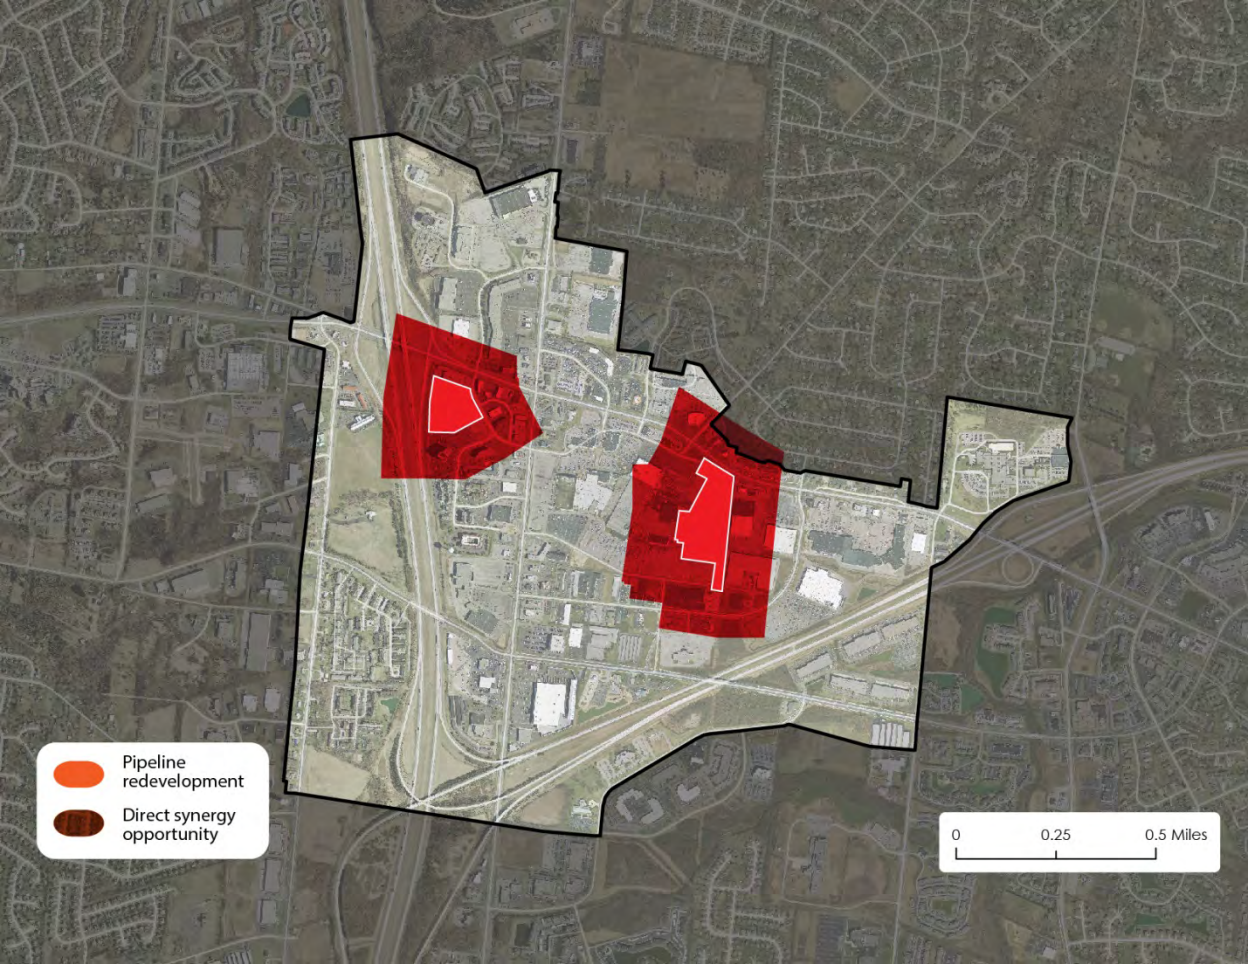 Pipeline
redevelopment
Direct synergy
opportunity
0 0.25 0.5 Miles